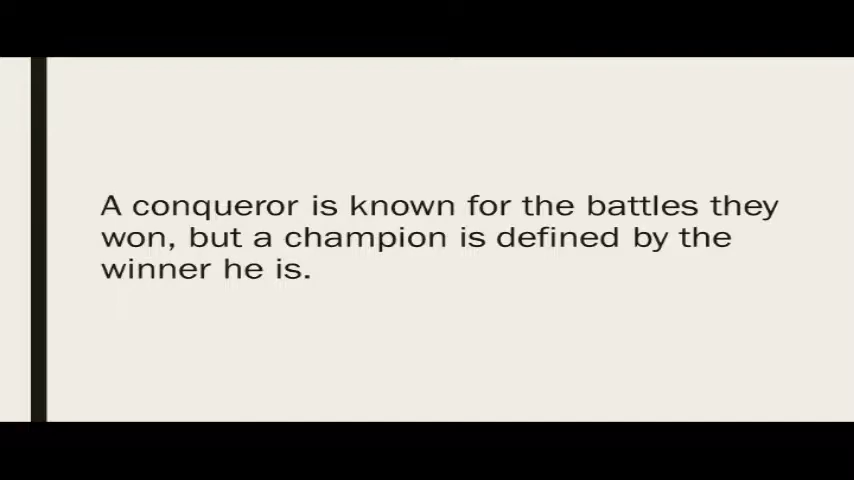 A conqueror is known for the battles they
won, but a champion is defined by the
winner he is.